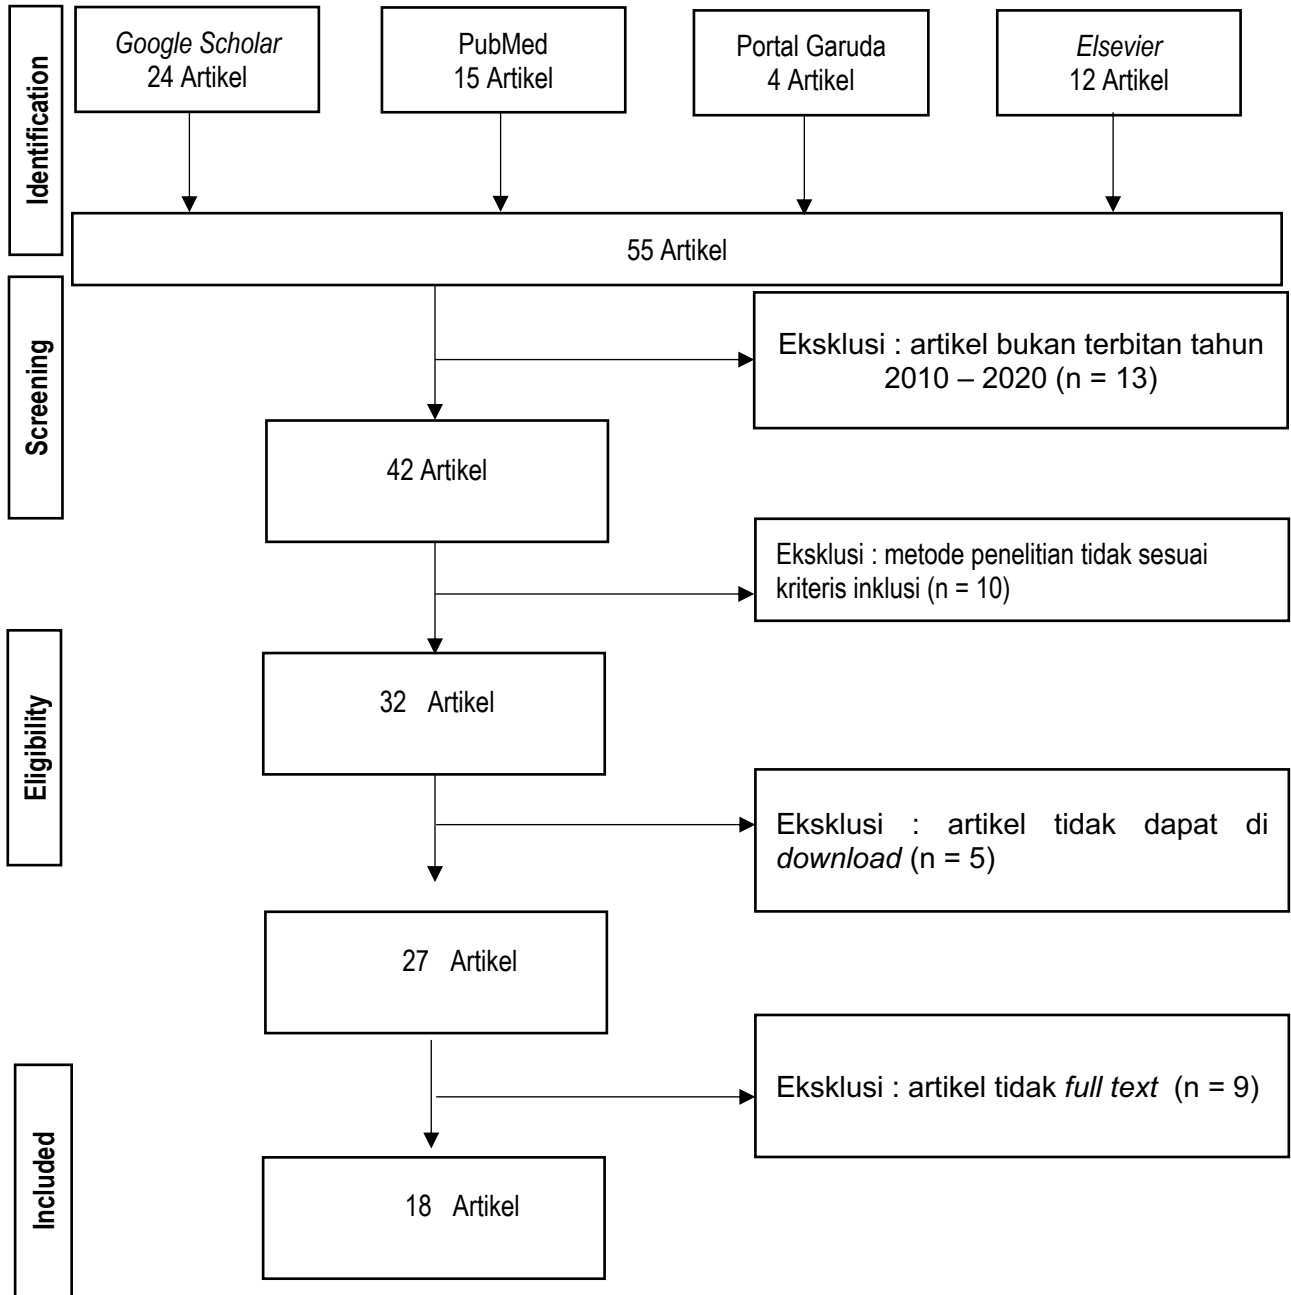 Identification
Google Scholar
24 Artikel
PubMed
15 Artikel
Portal Garuda
4 Artikel
Elsevier
12 Artikel
55 Artikel
Screening
Eksklusi : artikel bukan terbitan tahun
2010 – 2020 (n = 13)
42 Artikel
Eksklusi : metode penelitian tidak sesuai
kriteris inklusi (n = 10)
Eligibility
32 Artikel
Eksklusi : artikel tidak dapat di
download (n = 5)
27 Artikel
Eksklusi : artikel tidak full text (n = 9)
Included
18 Artikel